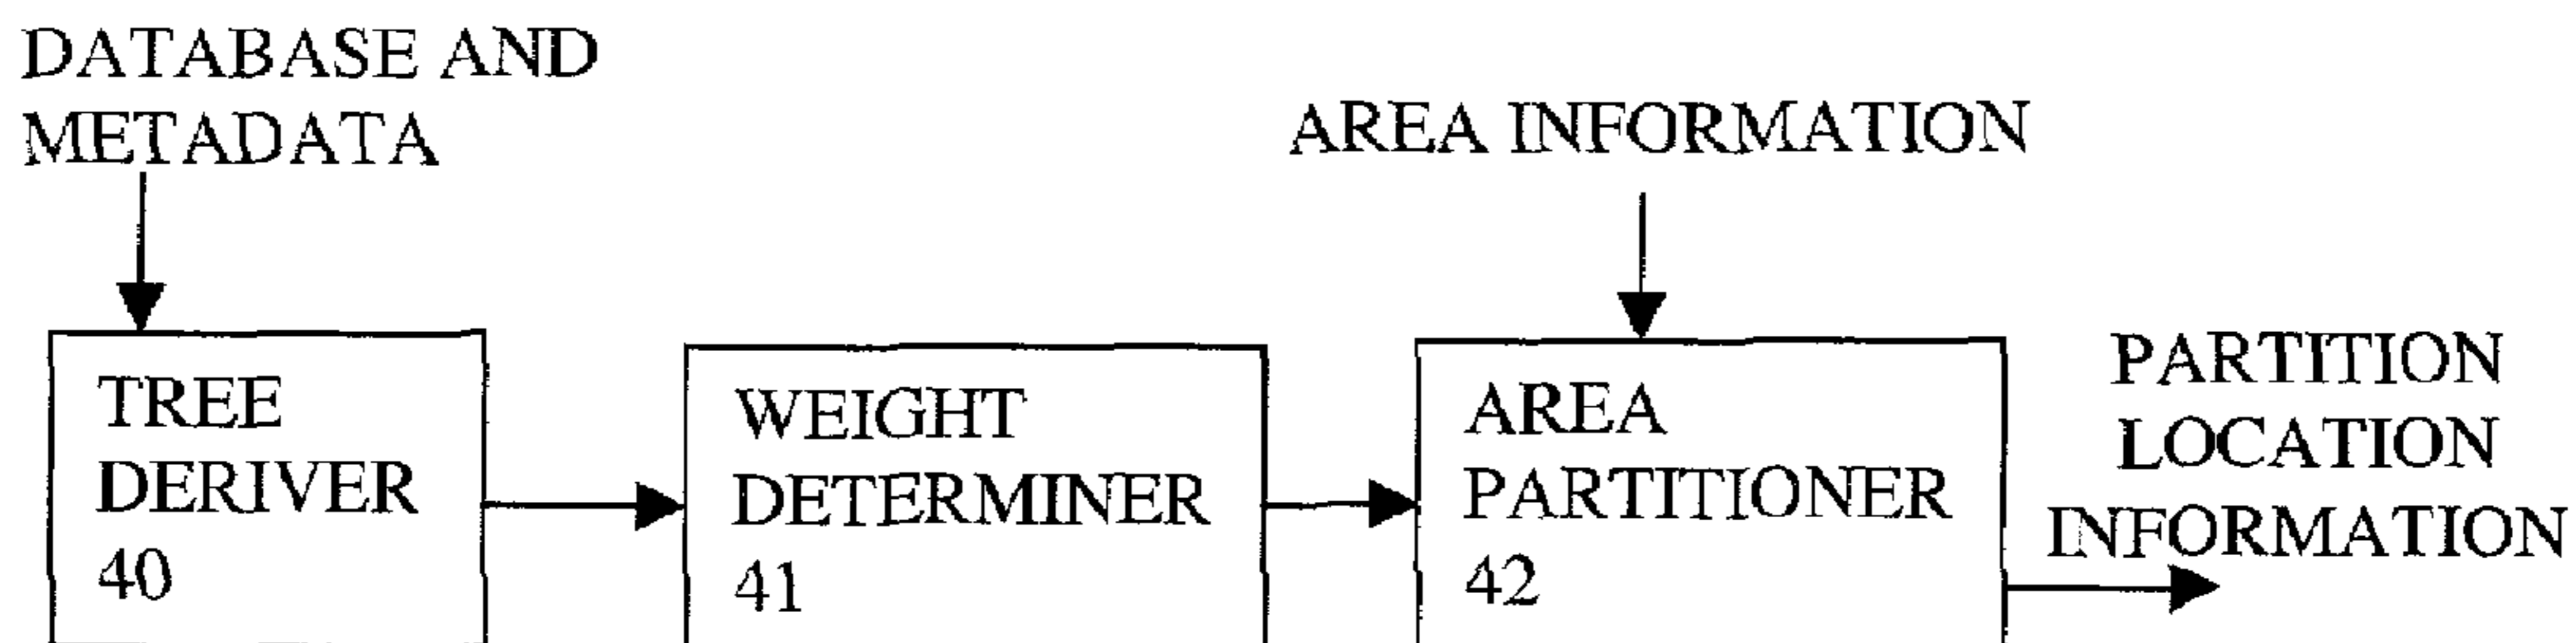 DATABASE AND
METADATA
AREA INFORMATION
TREE
DERIVER
40
WEIGHT
DETERMINER
41
AREA
PARTITIONER
42
PARTITION
LOCATION
INFORMATION